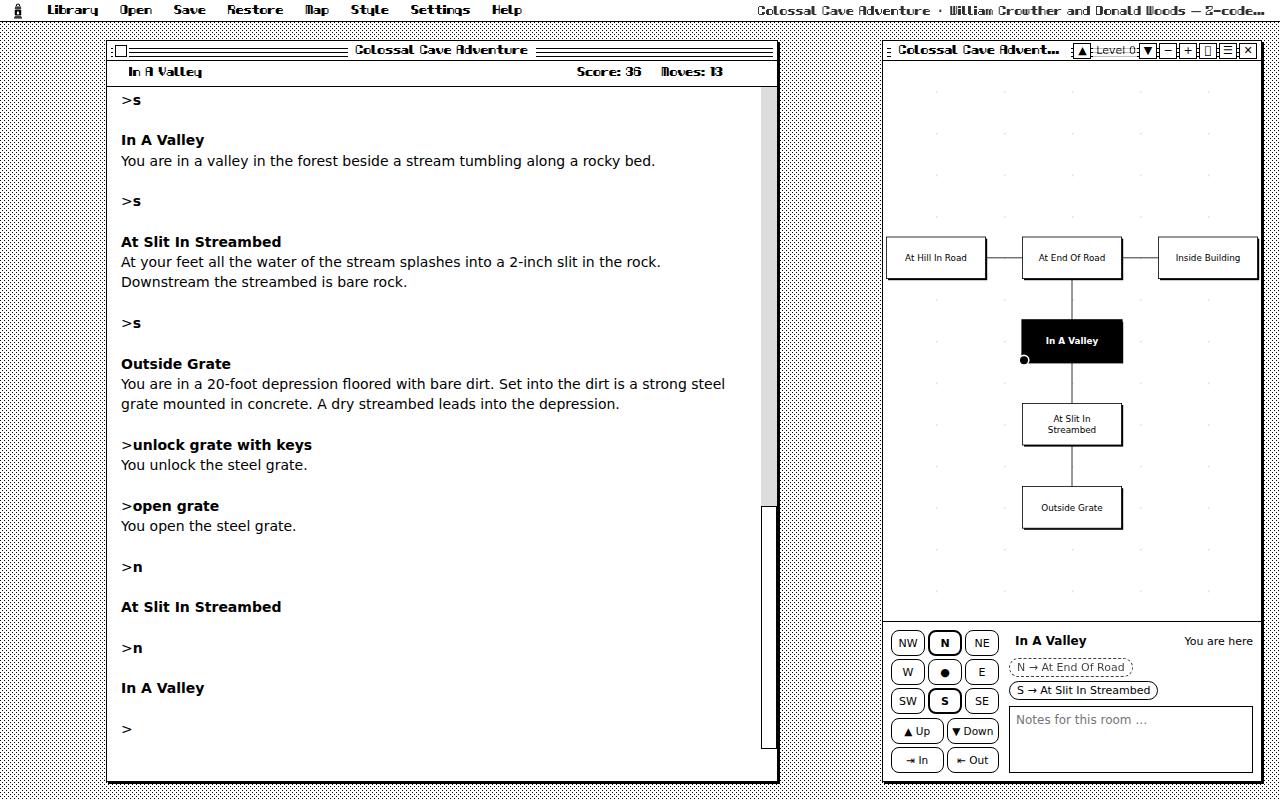 Library Open Save Restore Map Style Settings Help Colossal Cave Adventure · William Crowther and Donald Woods — Z-code…
Colossal Cave Adventure
In A Valley Score: 36 Moves: 13
>s
In A Valley
You are in a valley in the forest beside a stream tumbling along a rocky bed.
>s
At Slit In Streambed
At your feet all the water of the stream splashes into a 2-inch slit in the rock.
Downstream the streambed is bare rock.
>s
Outside Grate
You are in a 20-foot depression floored with bare dirt. Set into the dirt is a strong steel
grate mounted in concrete. A dry streambed leads into the depression.
>unlock grate with keys
You unlock the steel grate.
>open grate
You open the steel grate.
>n
At Slit In Streambed
>n
In A Valley
>
Colossal Cave Advent… ▲ Level 0 ▼ − + ☰ ✕
At Hill In Road At End Of Road Inside Building
In A Valley
At Slit In
Streambed
Outside Grate
NW N NE
W ● E
SW S SE
▲ Up ▼ Down
⇥ In ⇤ Out
In A Valley You are here
N → At End Of Road
S → At Slit In Streambed
Notes for this room …